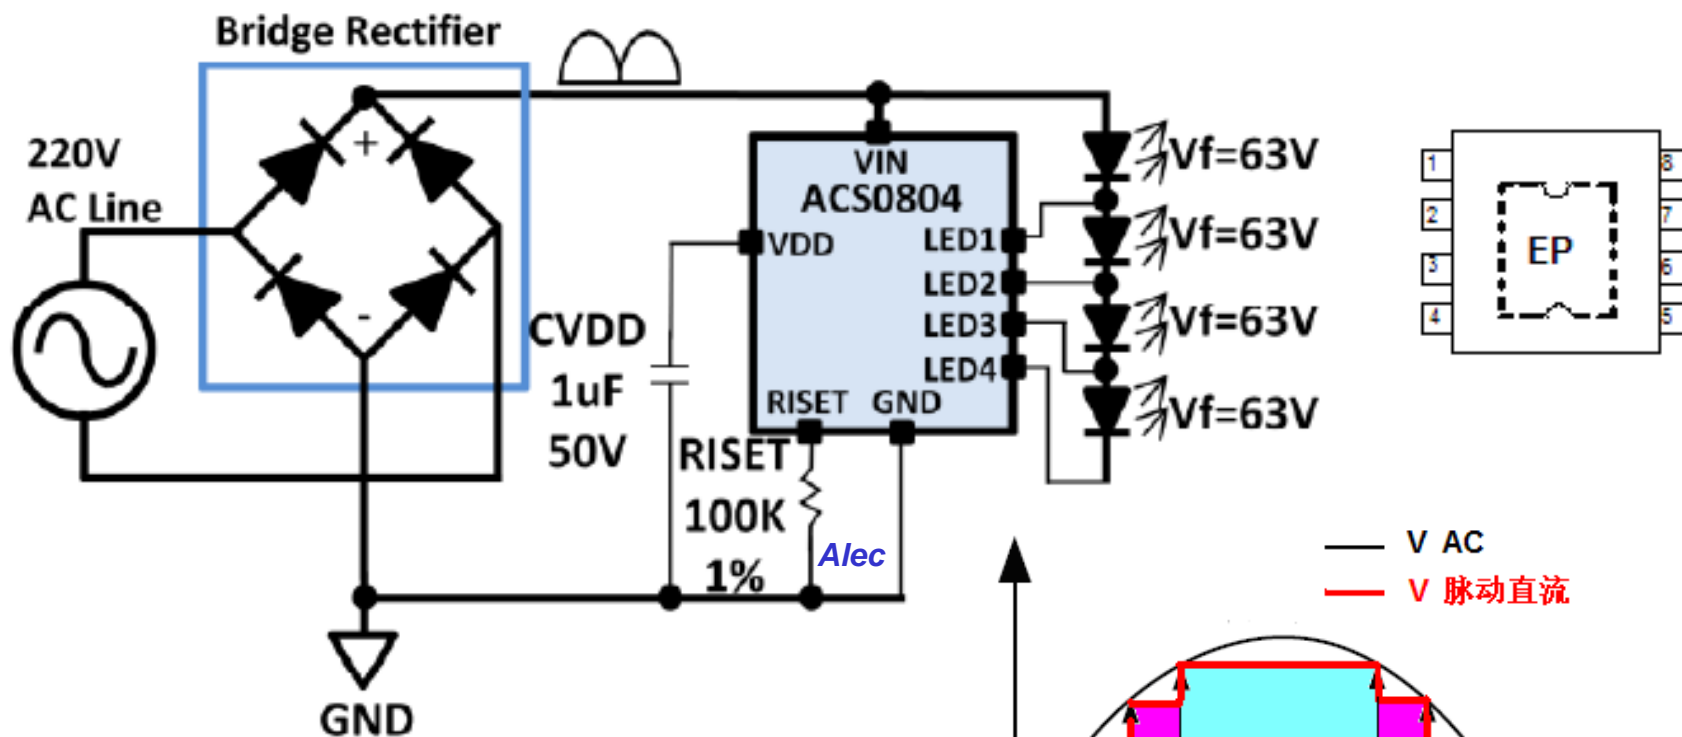 Bridge Rectifier
220V
AC Line
+
-
CVDD
1uF
50V
VIN
ACS0804
VDD
LED1
LED2
LED3
LED4
RISET GND
RISET
100K
1%
Alec
GND
Vf=63V
Vf=63V
Vf=63V
Vf=63V
1
2
3
4
EP
8
7
6
5
V AC
V 脉动直流